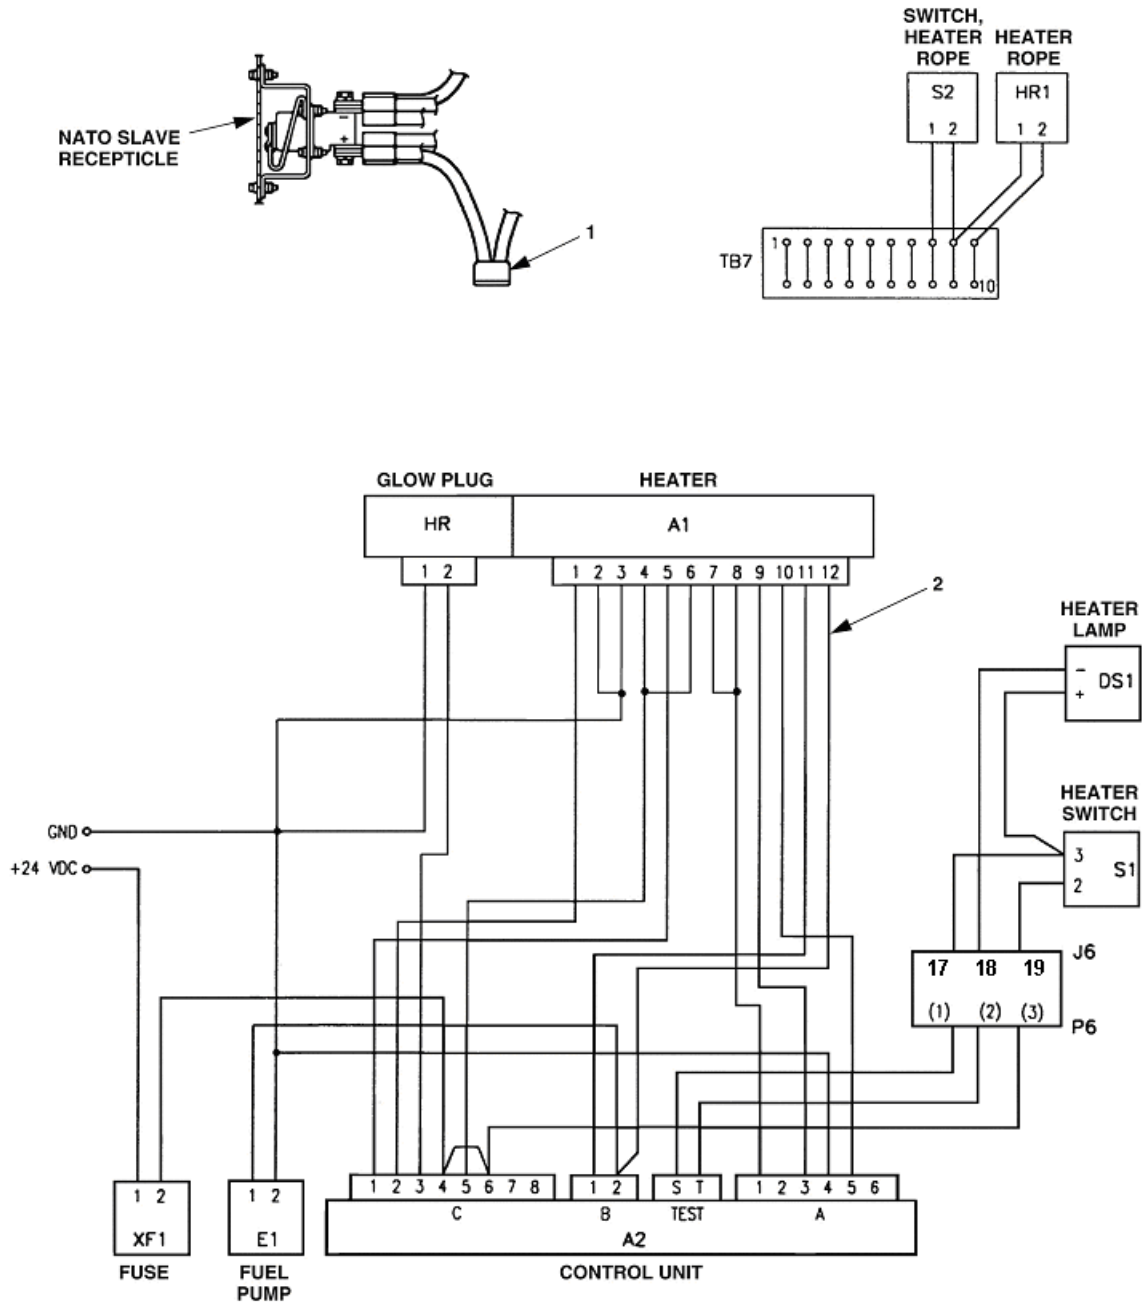 SWITCH,
HEATER
ROPE
HEATER
ROPE
S2
HR1
1 2
1 2
NATO SLAVE
RECEPTICLE
− 
+
1
TB7
1
10
GLOW PLUG
HEATER
HR
A1
1 2
1 2 3 4 5 6 7 8 9 10 11 12
2
HEATER
LAMP
−
+
DS1
HEATER
SWITCH
3
2
S1
GND
+24 VDC
17 18 19
J6
(1) (2) (3)
P6
1 2
XF1
FUSE
1 2
E1
FUEL
PUMP
1 2 3 4 5 6 7 8
C
1 2
B
S T
TEST
1 2 3 4 5 6
A
A2
CONTROL UNIT